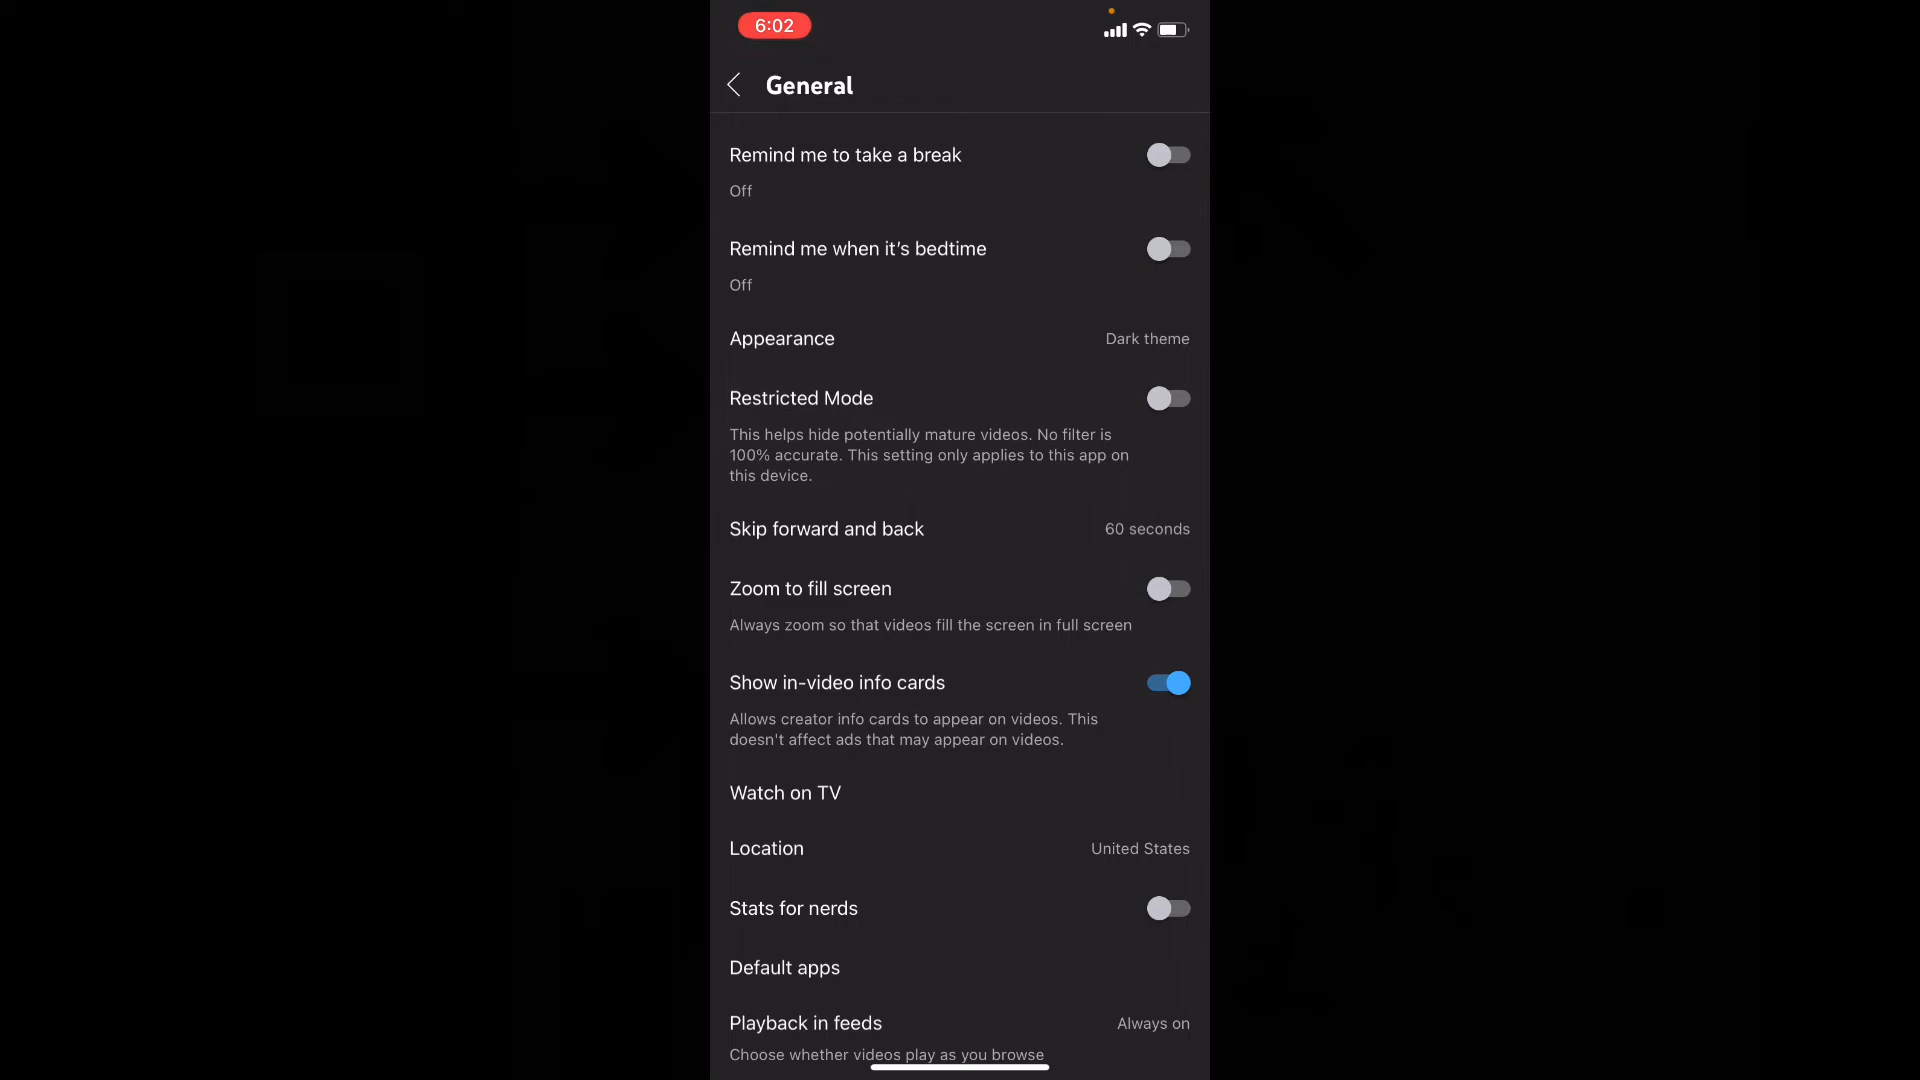 6:02
General
Remind me to take a break
Off
Remind me when it’s bedtime
Off
Appearance Dark theme
Restricted Mode
This helps hide potentially mature videos. No filter is
100% accurate. This setting only applies to this app on
this device.
Skip forward and back 60 seconds
Zoom to fill screen
Always zoom so that videos fill the screen in full screen
Show in-video info cards
Allows creator info cards to appear on videos. This
doesn't affect ads that may appear on videos.
Watch on TV
Location United States
Stats for nerds
Default apps
Playback in feeds Always on
Choose whether videos play as you browse